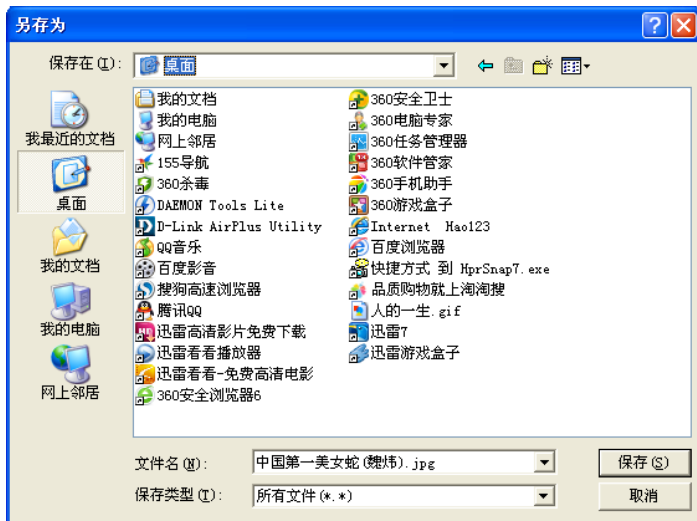 另存为
保存在(I):
桌面
我最近的文档
桌面
我的文档
我的电脑
网上邻居
我的文档
我的电脑
网上邻居
155导航
360杀毒
DAEMON Tools Lite
D-Link AirPlus Utility
QQ音乐
百度影音
搜狗高速浏览器
腾讯QQ
迅雷高清影片免费下载
迅雷看看播放器
迅雷看看-免费高清电影
360安全浏览器6
360安全卫士
360电脑专家
360任务管理器
360软件管家
360手机助手
360游戏盒子
Internet Hao123
百度浏览器
快捷方式 到 HprSnap7.exe
品质购物就上淘淘搜
人的一生.gif
迅雷7
迅雷游戏盒子
文件名(N):
中国第一美女蛇(魏炜).jpg
保存(S)
保存类型(T):
所有文件(*.*)
取消